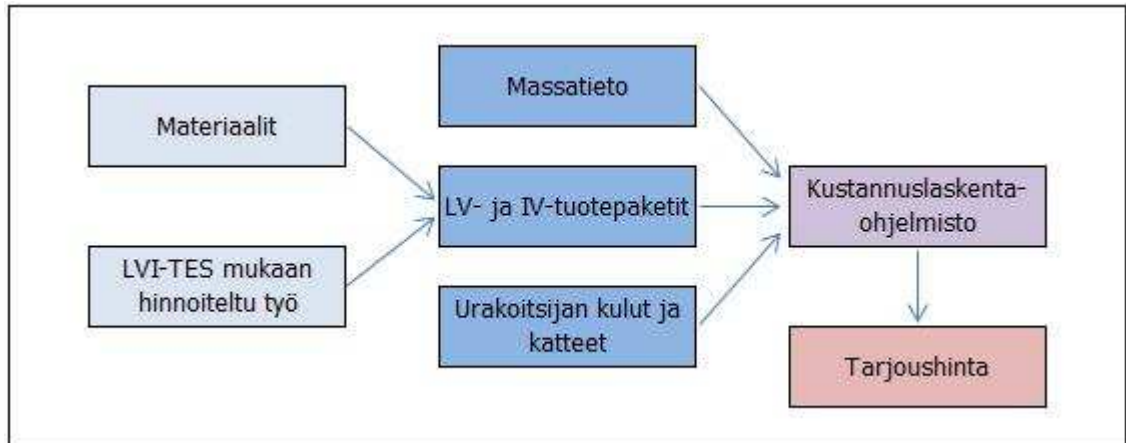 Materiaalit
LVI-TES mukaan
hinnoiteltu työ
Massatieto
LV- ja IV-tuotepaketit
Urakoitsijan kulut ja
katteet
Kustannuslaskenta-
ohjelmisto
Tarjoushinta